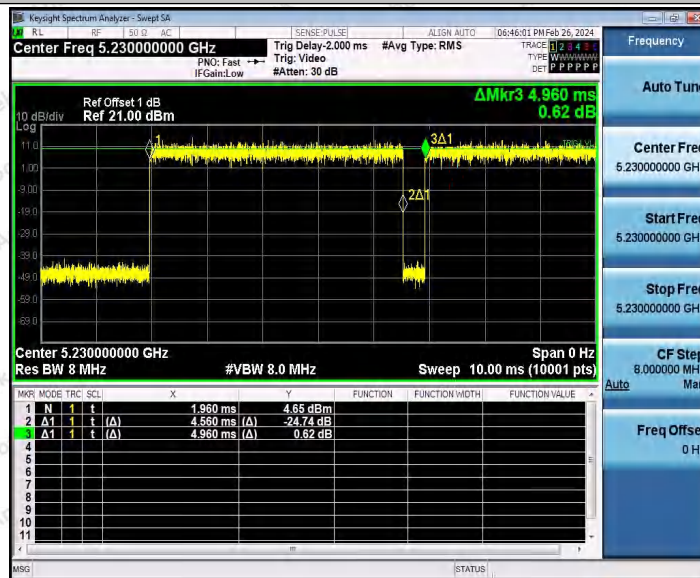 Keysight Spectrum Analyzer - Swept SA
RL RF 50 Ω AC SENSE:PULSE ALIGN AUTO 06:46:01 PM Feb 26, 2024
Center Freq 5.230000000 GHz
PNO: Fast
IFGain:Low
Trig Delay-2.000 ms
Trig: Video
#Atten: 30 dB
#Avg Type: RMS
TRACE 1 2 3 4 5 6
TYPE WWWWWW
DET P P P P P P
Ref Offset 1 dB
Ref 21.00 dBm
10 dB/div
Log
ΔMkr3 4.960 ms
0.62 dB
11.0
1.00
-9.00
-19.0
-29.0
-39.0
-49.0
-59.0
-69.0
1
3Δ1
2Δ1
Center 5.230000000 GHz Span 0 Hz
Res BW 8 MHz #VBW 8.0 MHz Sweep 10.00 ms (10001 pts)
MKR MODE TRC SCL X Y FUNCTION FUNCTION WIDTH FUNCTION VALUE
1 N 1 t 1.960 ms 4.65 dBm
2 Δ1 1 t (Δ) 4.560 ms (Δ) -24.74 dB
3 Δ1 1 t (Δ) 4.960 ms (Δ) 0.62 dB
4
5
6
7
8
9
10
11
MSG STATUS
Frequency
Auto Tune
Center Freq
5.230000000 GH
Start Freq
5.230000000 GH
Stop Freq
5.230000000 GH
CF Step
8.000000 MH
Auto Ma
Freq Offse
0 H